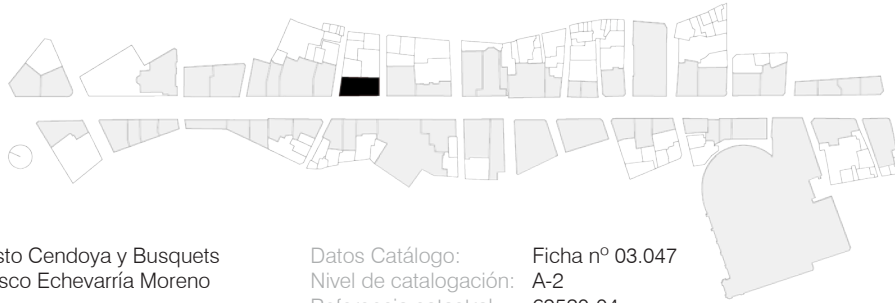 sto Cendoya y Busquets
sco Echevarría Moreno
Datos Catálogo: Ficha nº 03.047
Nivel de catalogación: A-2